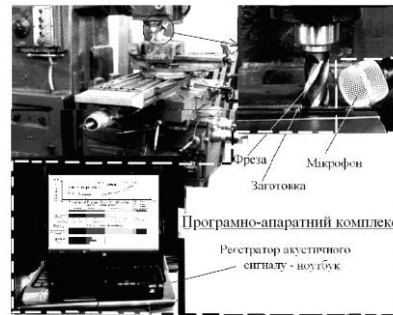 Фреза
Мікрофон
Заготовка
Програмно-апаратний комплекс
Реєстратор акустичного
сигналу - ноутбук